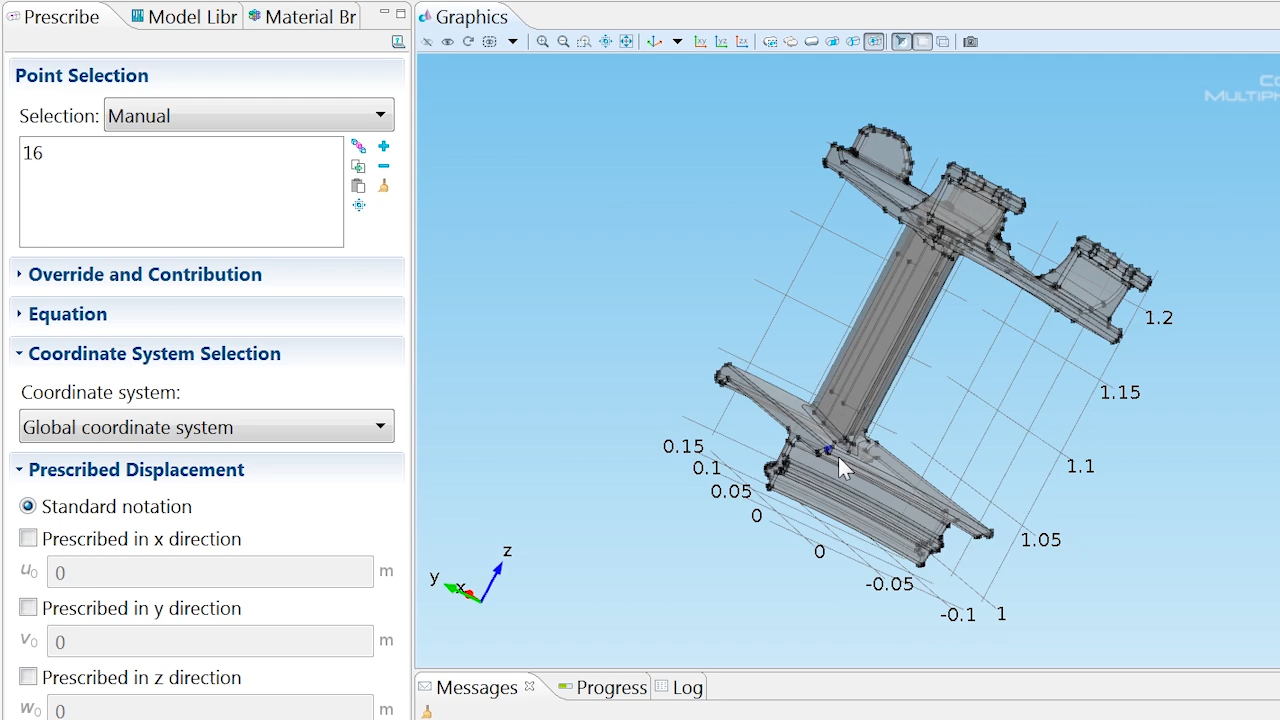 Prescribe
Model Libr
Material Br
Point Selection
Selection: Manual
16
Override and Contribution
Equation
Coordinate System Selection
Coordinate system:
Global coordinate system
Prescribed Displacement
Standard notation
Prescribed in x direction
u0 0 m
Prescribed in y direction
v0 0 m
Prescribed in z direction
w0 0 m
Graphics
xy yz zx
1.2
1.15
1.1
1.05
1
0.15
0.1
0.05
0
0
-0.05
-0.1
z
y
x
Messages
Progress
Log